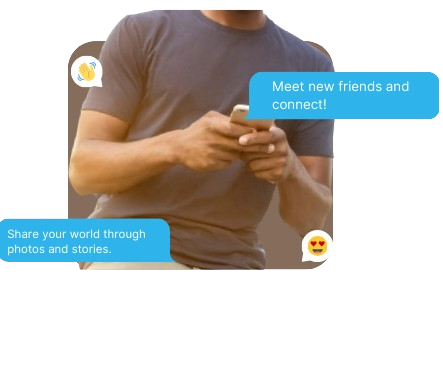 Meet new friends and
connect!
Share your world through
photos and stories.